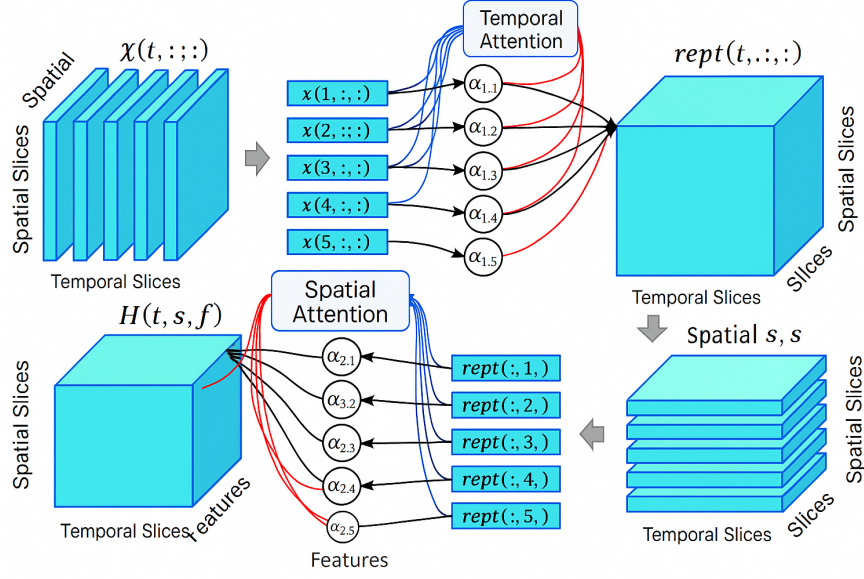 χ(t, : ; :)
Spatial
Spatial Slices
Temporal Slices
x(1, :, :)
x(2, :: :)
x(3, :, :)
x(4, :, :)
x(5, :, :)
Temporal
Attention
α1..1
α1.2
α1.3
α1.4
α1.5
rept(t, .:, :)
Spatial Slices
Slices
Temporal Slices
Spatial s, s
Spatial Slices
Slices
Temporal Slices
rept(:, 1, )
rept(:, 2, )
rept(:, 3, )
rept(:, 4, )
rept(:, 5, )
Spatial
Attention
α2.1
α3.2
α2.3
α2.4
α2.5
Features
H(t, s, f)
Spatial Slices
Features
Temporal Slices